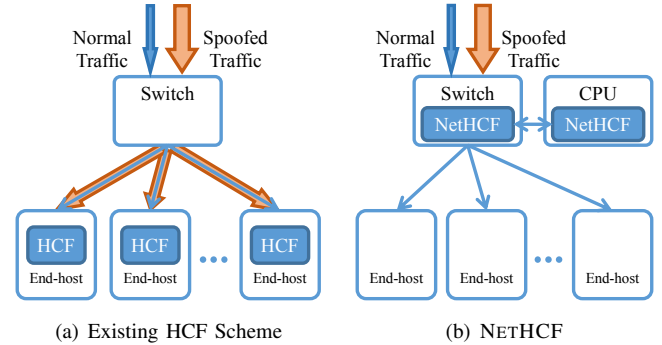 Normal
Traffic
Spoofed
Traffic
Switch
HCF
HCF
HCF
End-host
End-host
End-host
(a) Existing HCF Scheme
Normal
Traffic
Spoofed
Traffic
Switch
NetHCF
CPU
NetHCF
End-host
End-host
End-host
(b) NETHCF